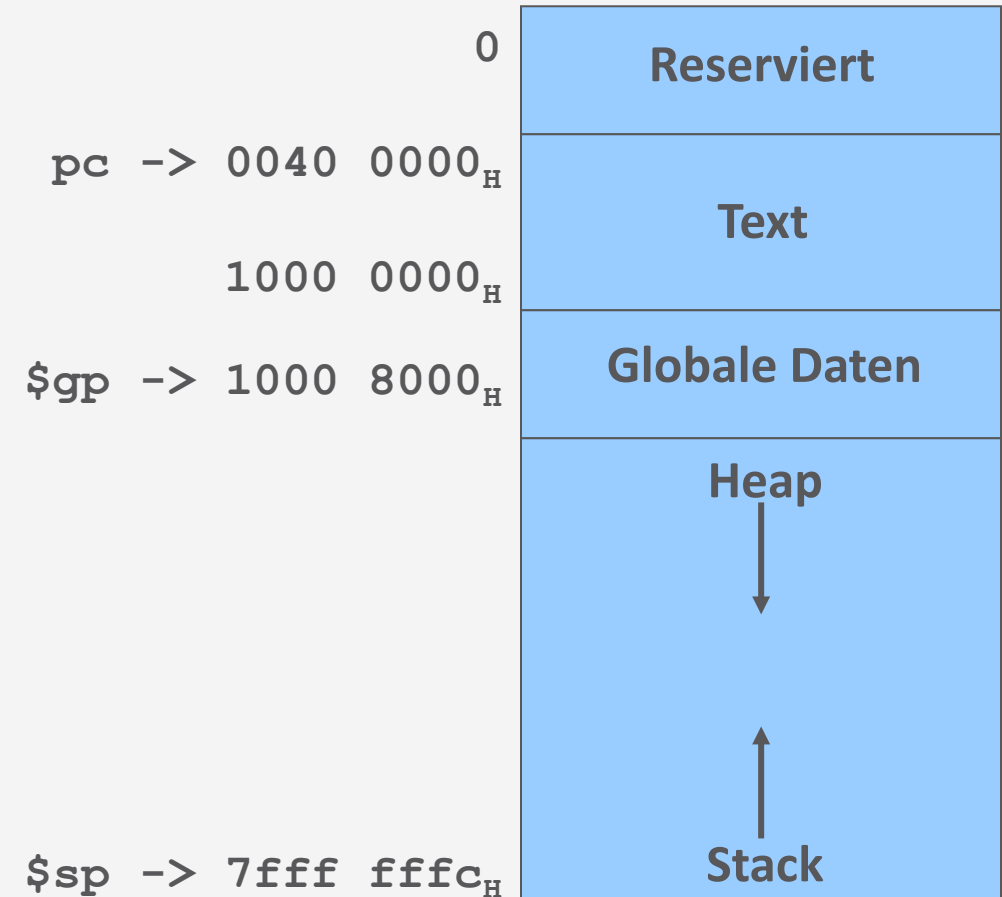 0
Reserviert
pc -> 0040 0000H
Text
1000 0000H
Globale Daten
$gp -> 1000 8000H
Heap
Stack
$sp -> 7fff fffcH